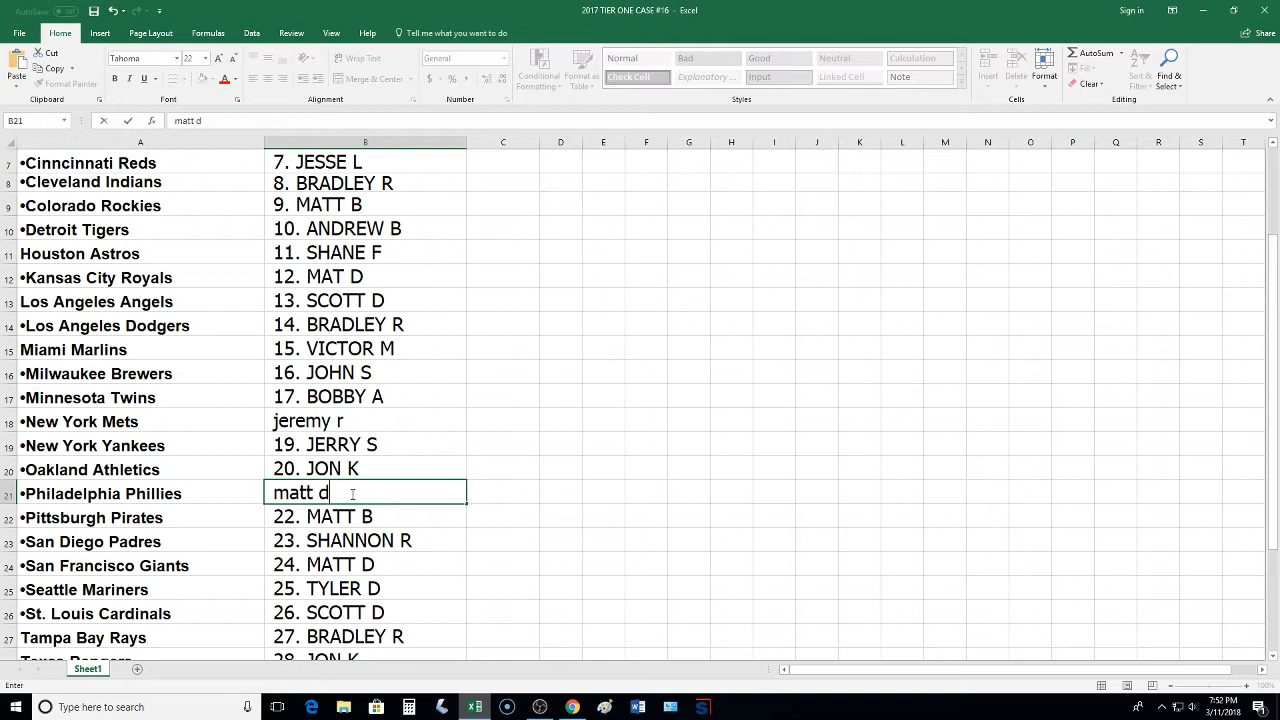 AutoSave Off
2017 TIER ONE CASE #16 - Excel
Sign in
File Home Insert Page Layout Formulas Data Review View Help Tell me what you want to do
Share
Paste
Cut
Copy
Format Painter
Clipboard
Tahoma 22
B I U
Font
Wrap Text
Merge & Center
Alignment
General
$ % ,
Number
Conditional Formatting
Format as Table
Normal Bad Good Neutral Calculation
Check Cell Explanatory ... Input Linked Cell Note
Styles
Insert Delete Format
Cells
AutoSum
Clear
Sort & Filter
Find & Select
Editing
B21
fx
matt d
A B C D E F G H I J K L M N O P Q R S T
7 •Cinncinnati Reds 7. JESSE L
8 •Cleveland Indians 8. BRADLEY R
9 •Colorado Rockies 9. MATT B
10 •Detroit Tigers 10. ANDREW B
11 Houston Astros 11. SHANE F
12 •Kansas City Royals 12. MAT D
13 Los Angeles Angels 13. SCOTT D
14 •Los Angeles Dodgers 14. BRADLEY R
15 Miami Marlins 15. VICTOR M
16 •Milwaukee Brewers 16. JOHN S
17 •Minnesota Twins 17. BOBBY A
18 •New York Mets jeremy r
19 •New York Yankees 19. JERRY S
20 •Oakland Athletics 20. JON K
21 •Philadelphia Phillies matt d
22 •Pittsburgh Pirates 22. MATT B
23 •San Diego Padres 23. SHANNON R
24 •San Francisco Giants 24. MATT D
25 •Seattle Mariners 25. TYLER D
26 •St. Louis Cardinals 26. SCOTT D
27 Tampa Bay Rays 27. BRADLEY R
Texas Rangers 28. JON K
Sheet1
Enter
100%
Type here to search
7:52 PM
3/11/2018